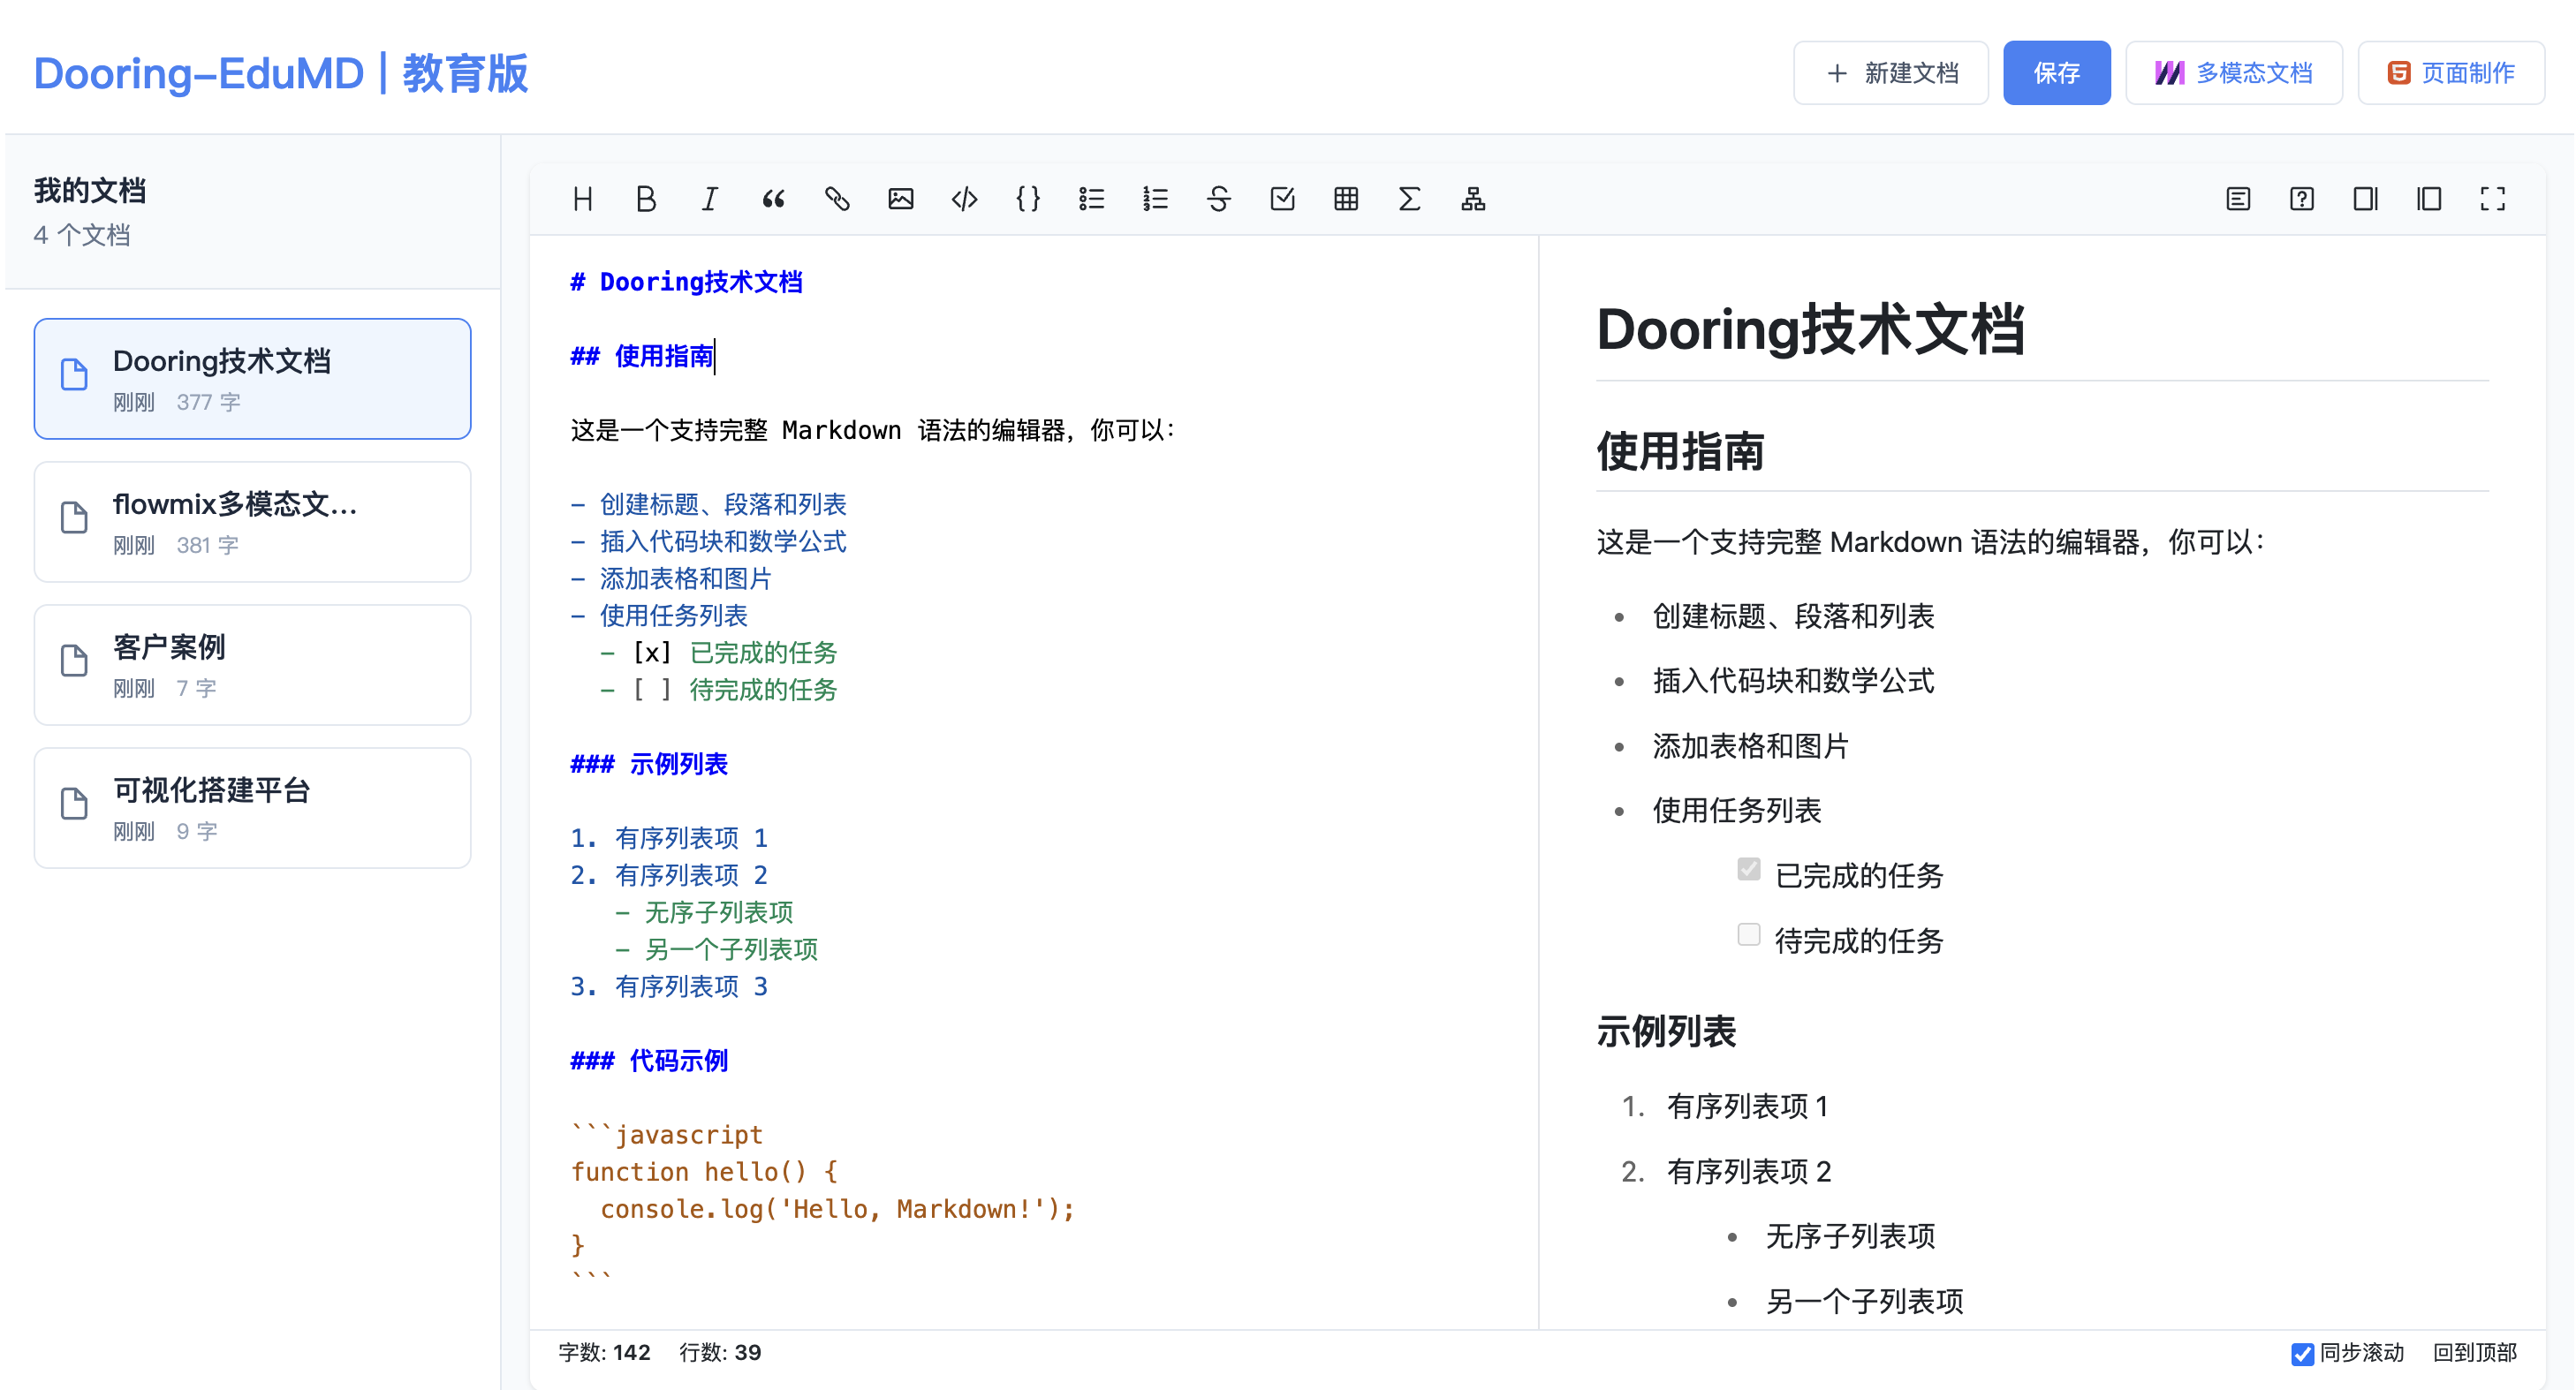 Dooring–EduMD | 教育版
新建文档
保存
多模态文档
页面制作
我的文档
4 个文档
Dooring技术文档
刚刚 377 字
flowmix多模态文...
刚刚 381 字
客户案例
刚刚 7 字
可视化搭建平台
刚刚 9 字
# Dooring技术文档
## 使用指南
这是一个支持完整 Markdown 语法的编辑器，你可以：
- 创建标题、段落和列表
- 插入代码块和数学公式
- 添加表格和图片
- 使用任务列表
  - [x] 已完成的任务
  - [ ] 待完成的任务
### 示例列表
1. 有序列表项 1
2. 有序列表项 2
   - 无序子列表项
   - 另一个子列表项
3. 有序列表项 3
### 代码示例
```javascript
function hello() {
  console.log('Hello, Markdown!');
}
```
Dooring技术文档
使用指南
这是一个支持完整 Markdown 语法的编辑器，你可以：
• 创建标题、段落和列表
• 插入代码块和数学公式
• 添加表格和图片
• 使用任务列表
已完成的任务
待完成的任务
示例列表
1. 有序列表项 1
2. 有序列表项 2
• 无序子列表项
• 另一个子列表项
字数: 142 行数: 39
同步滚动 回到顶部